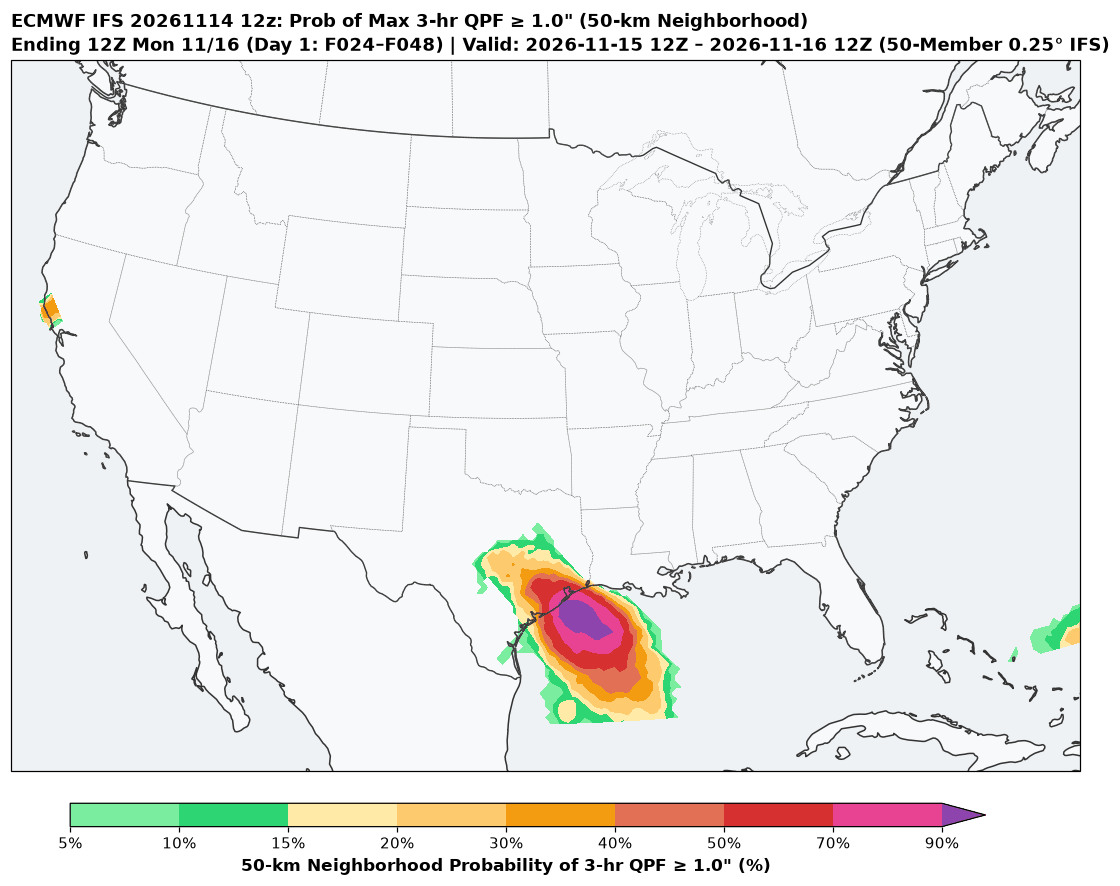 ECMWF IFS 20261114 12z: Prob of Max 3-hr QPF ≥ 1.0" (50-km Neighborhood)
Ending 12Z Mon 11/16 (Day 1: F024–F048) | Valid: 2026-11-15 12Z – 2026-11-16 12Z (50-Member 0.25° IFS)
5% 10% 15% 20% 30% 40% 50% 70% 90%
50-km Neighborhood Probability of 3-hr QPF ≥ 1.0" (%)